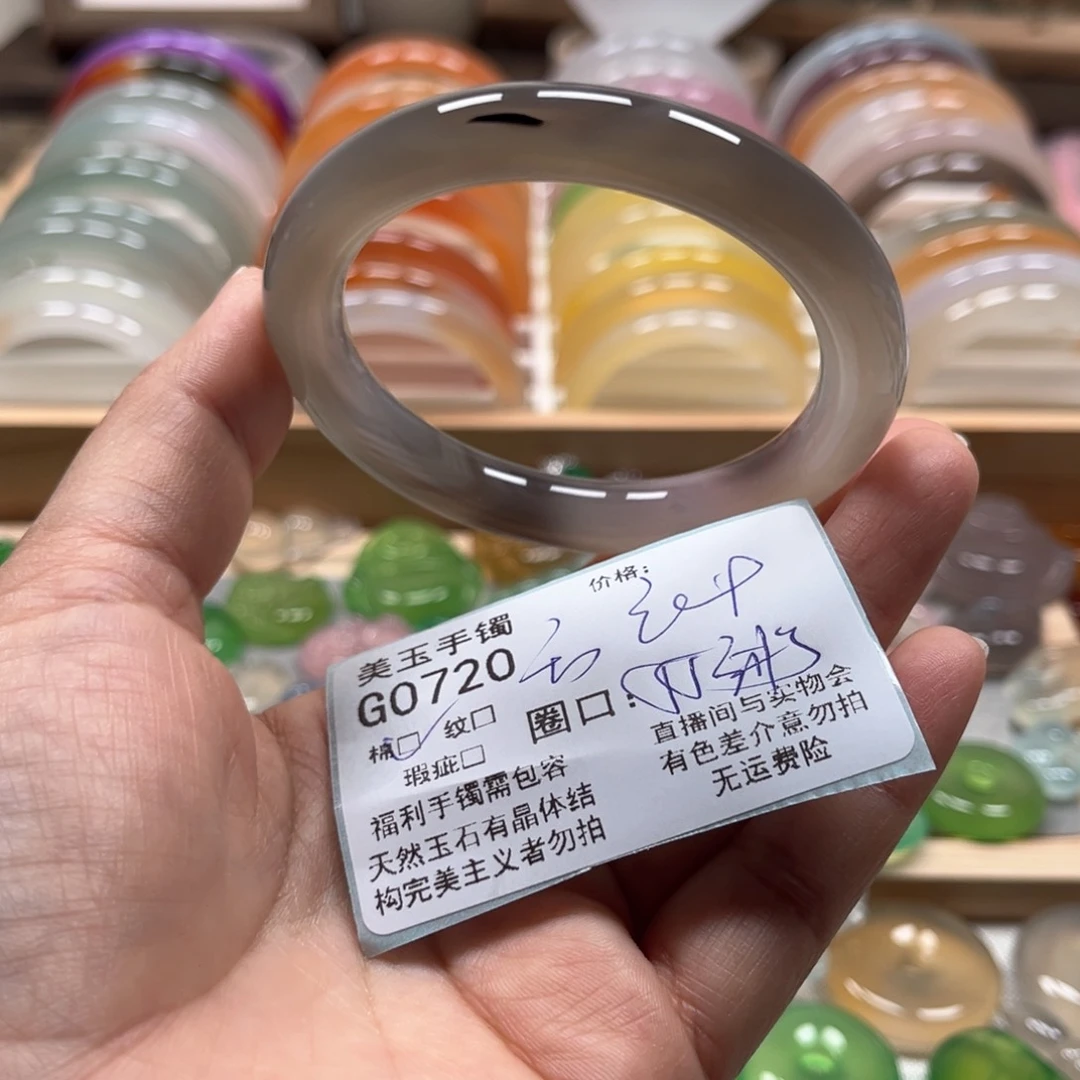 价格:
美玉手镯
G0720
棉□ 纹□ 圈口:
瑕疵□
福利手镯需包容
天然玉石有晶体结
构完美主义者勿拍
直播间与实物会
有色差介意勿拍
无运费险